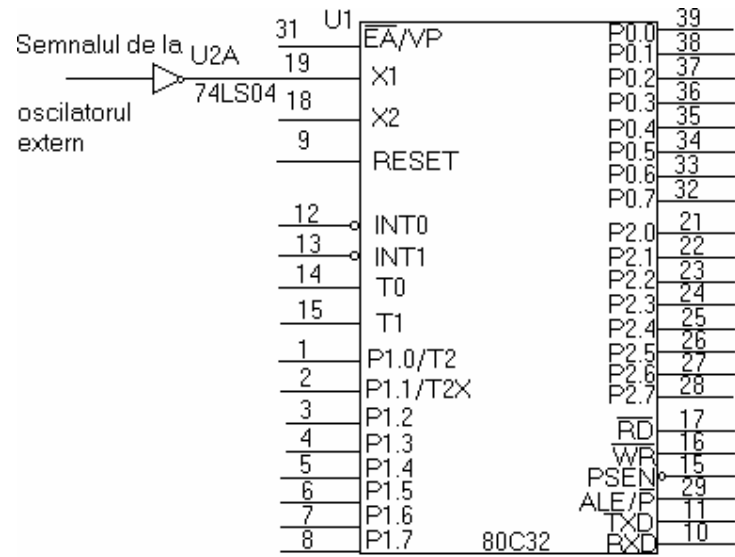 U1
Semnalul de la
U2A
74LS04
oscilatorul
extern
31 EA/VP
19 X1
18 X2
9 RESET
12 INT0
13 INT1
14 T0
15 T1
1 P1.0/T2
2 P1.1/T2X
3 P1.2
4 P1.3
5 P1.4
6 P1.5
7 P1.6
8 P1.7
P0.0 39
P0.1 38
P0.2 37
P0.3 36
P0.4 35
P0.5 34
P0.6 33
P0.7 32
P2.0 21
P2.1 22
P2.2 23
P2.3 24
P2.4 25
P2.5 26
P2.6 27
P2.7 28
RD 17
WR 16
PSEN 15
ALE/P 29
TXD 11
RXD 10
80C32